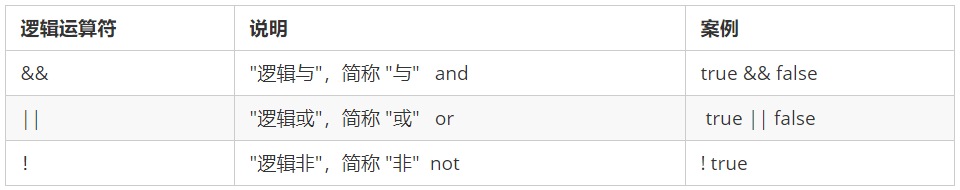 逻辑运算符 说明 案例
&& "逻辑与"，简称 "与" and true && false
|| "逻辑或"，简称 "或" or true || false
! "逻辑非"，简称 "非" not ! true